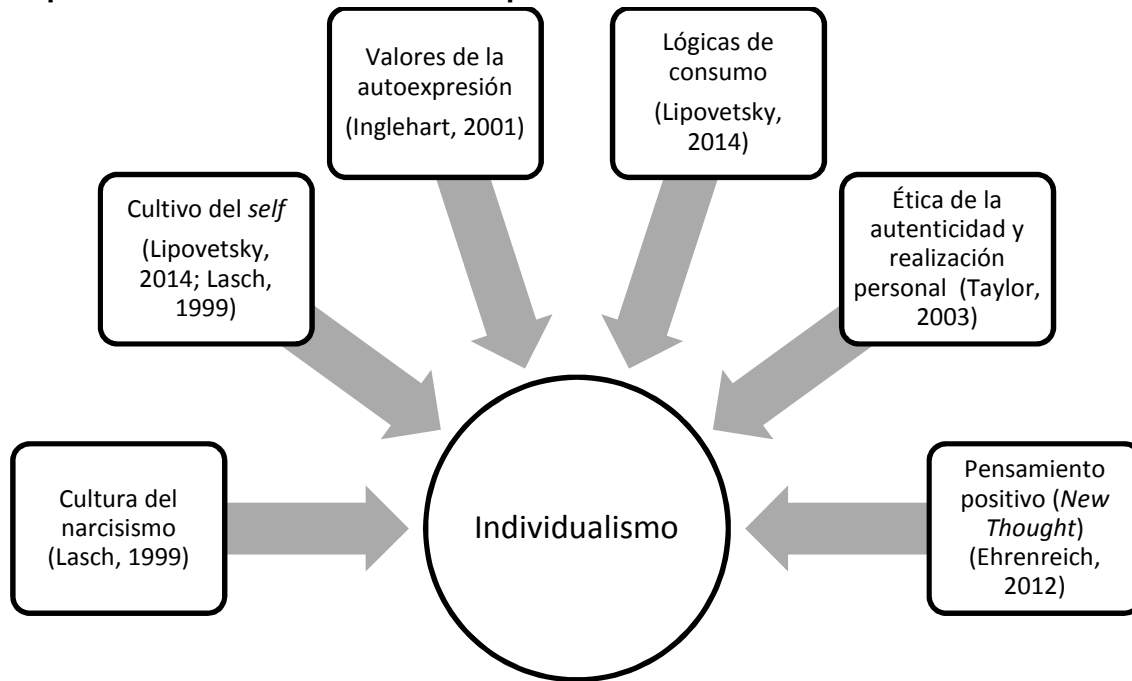 Valores de la
autoexpresión
(Inglehart, 2001)
Lógicas de
consumo
(Lipovetsky,
2014)
Cultivo del self
(Lipovetsky,
2014; Lasch,
1999)
Ética de la
autenticidad y
realización
personal (Taylor,
2003)
Cultura del
narcisismo
(Lasch, 1999)
Individualismo
Pensamiento
positivo (New
Thought)
(Ehrenreich,
2012)